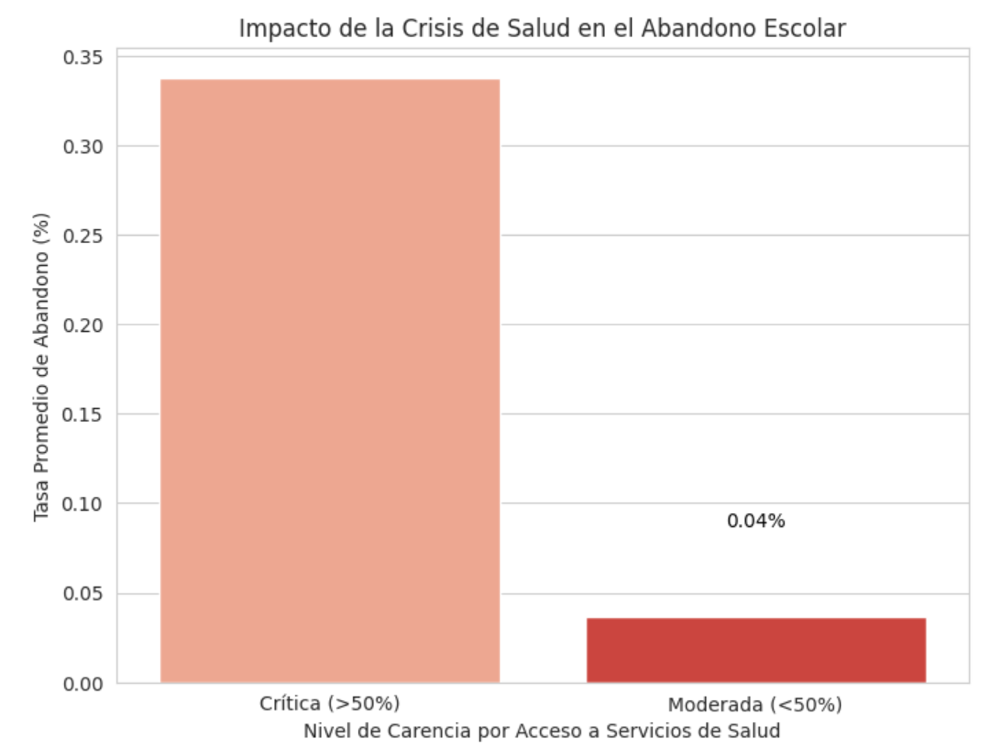 Impacto de la Crisis de Salud en el Abandono Escolar
Tasa Promedio de Abandono (%)
0.35
0.30
0.25
0.20
0.15
0.10
0.05
0.00
0.04%
Crítica (>50%)
Moderada (<50%)
Nivel de Carencia por Acceso a Servicios de Salud